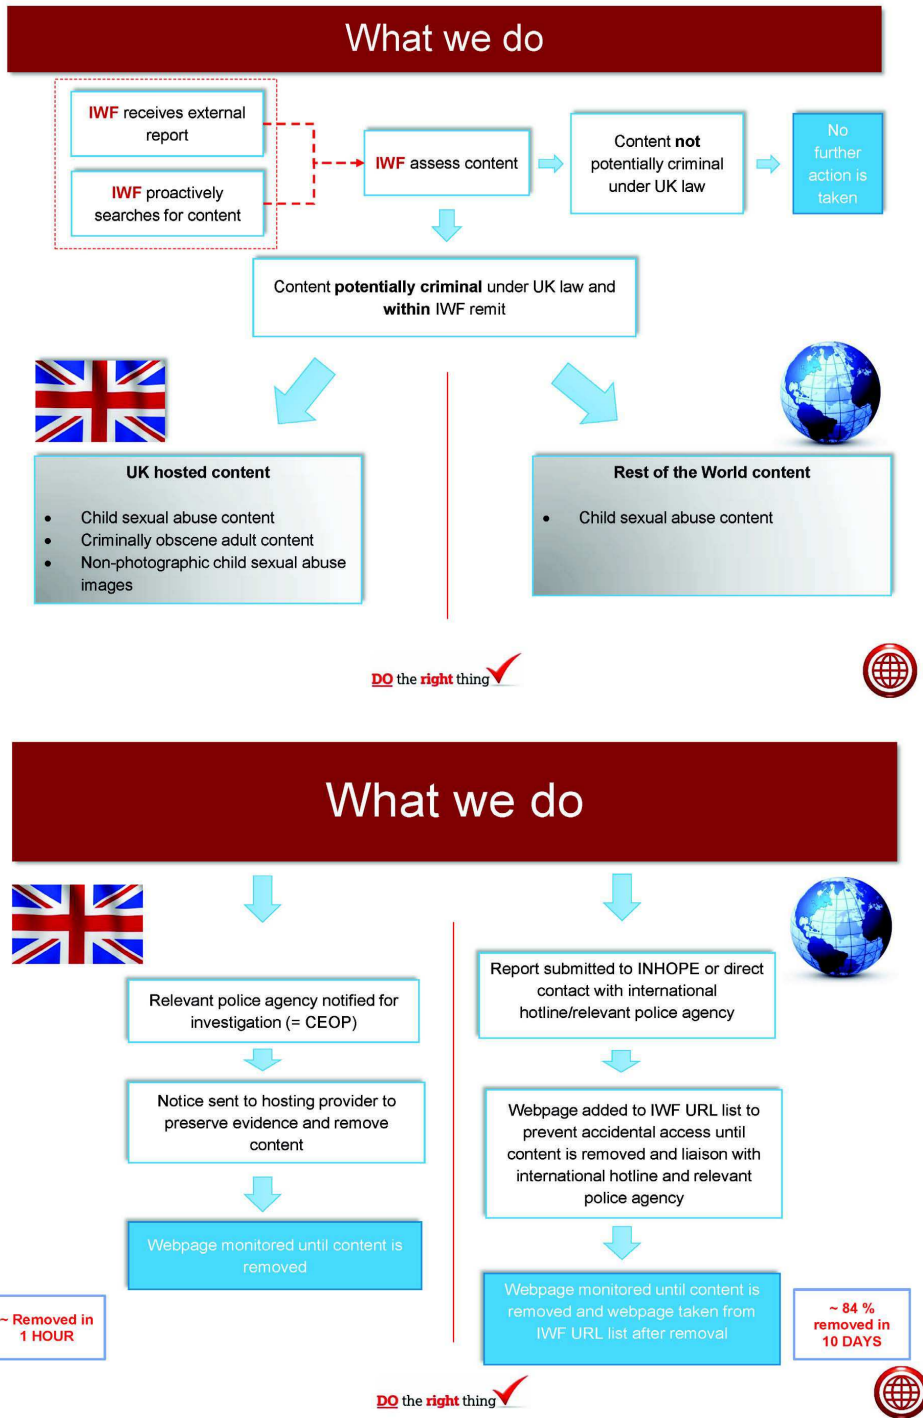 What we do
IWF receives external
report
IWF proactively
searches for content
IWF assess content
Content not
potentially criminal
under UK law
No
further
action is
taken
Content potentially criminal under UK law and
within IWF remit
UK hosted content
• Child sexual abuse content
• Criminally obscene adult content
• Non-photographic child sexual abuse
images
Rest of the World content
• Child sexual abuse content
DO the right thing
What we do
Relevant police agency notified for
investigation (= CEOP)
Notice sent to hosting provider to
preserve evidence and remove
content
Webpage monitored until content is
removed
~ Removed in
1 HOUR
Report submitted to INHOPE or direct
contact with international
hotline/relevant police agency
Webpage added to IWF URL list to
prevent accidental access until
content is removed and liaison with
international hotline and relevant
police agency
Webpage monitored until content is
removed and webpage taken from
IWF URL list after removal
~ 84 %
removed in
10 DAYS
DO the right thing